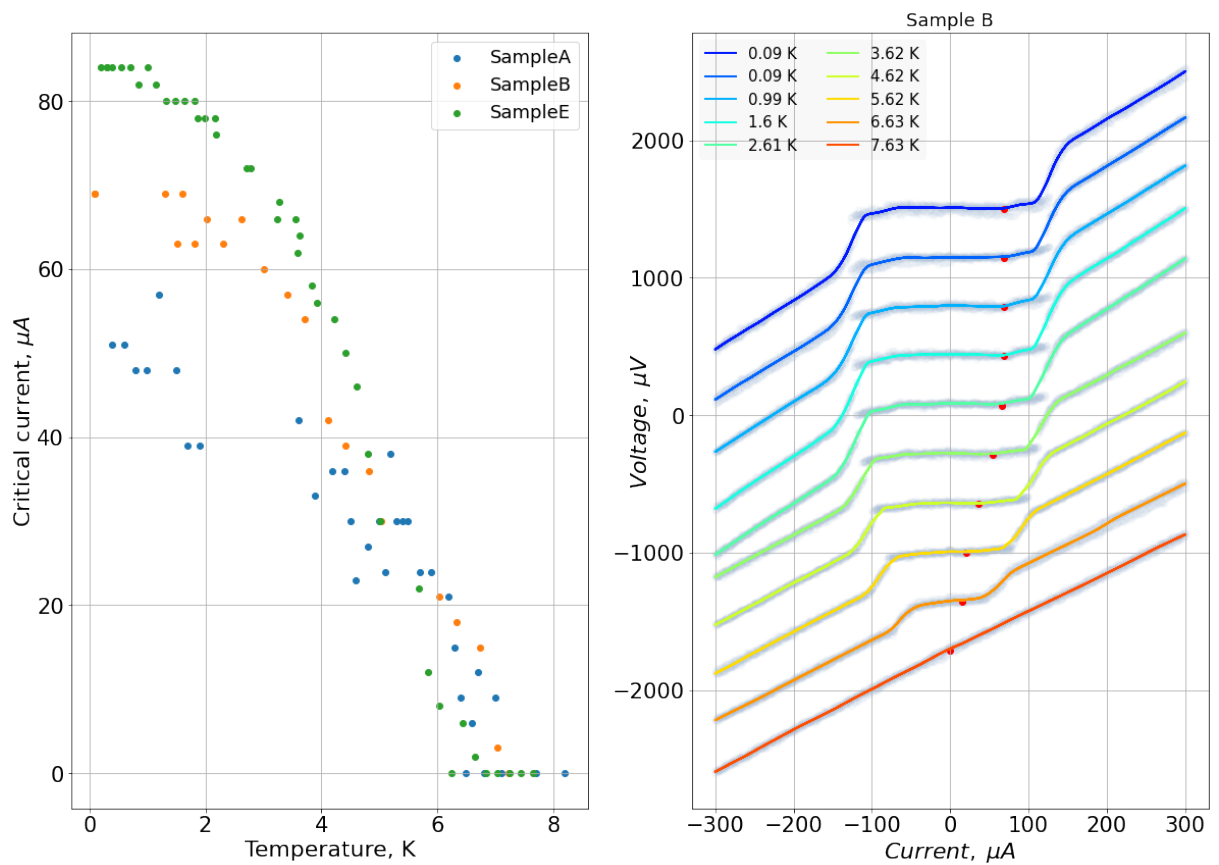 Critical current, μA
80
60
40
20
0
0 2 4 6 8
Temperature, K
SampleA
SampleB
SampleE
Sample B
Voltage, μV
2000
1000
0
−1000
−2000
−300 −200 −100 0 100 200 300
Current, μA
0.09 K 3.62 K
0.09 K 4.62 K
0.99 K 5.62 K
1.6 K 6.63 K
2.61 K 7.63 K